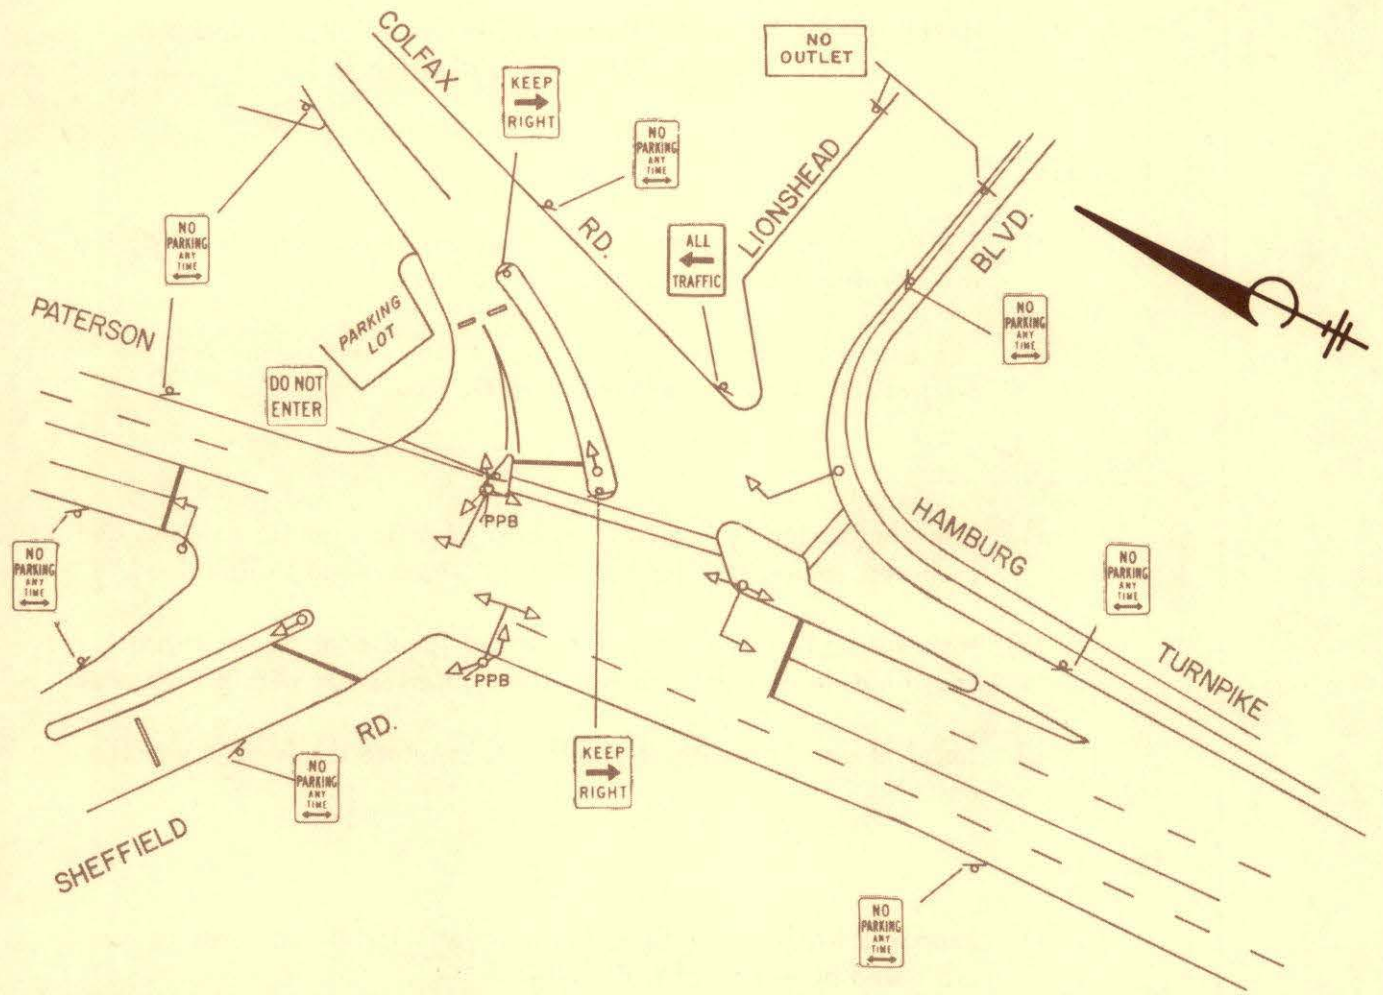 COLFAX
RD.
KEEP
RIGHT
NO
PARKING
ANY
TIME
NO
OUTLET
LIONSHEAD
BLVD.
ALL
TRAFFIC
NO
PARKING
ANY
TIME
NO
PARKING
ANY
TIME
PATERSON
PARKING
LOT
DO NOT
ENTER
PPB
HAMBURG
TURNPIKE
NO
PARKING
ANY
TIME
NO
PARKING
ANY
TIME
PPB
SHEFFIELD
RD.
NO
PARKING
ANY
TIME
KEEP
RIGHT
NO
PARKING
ANY
TIME